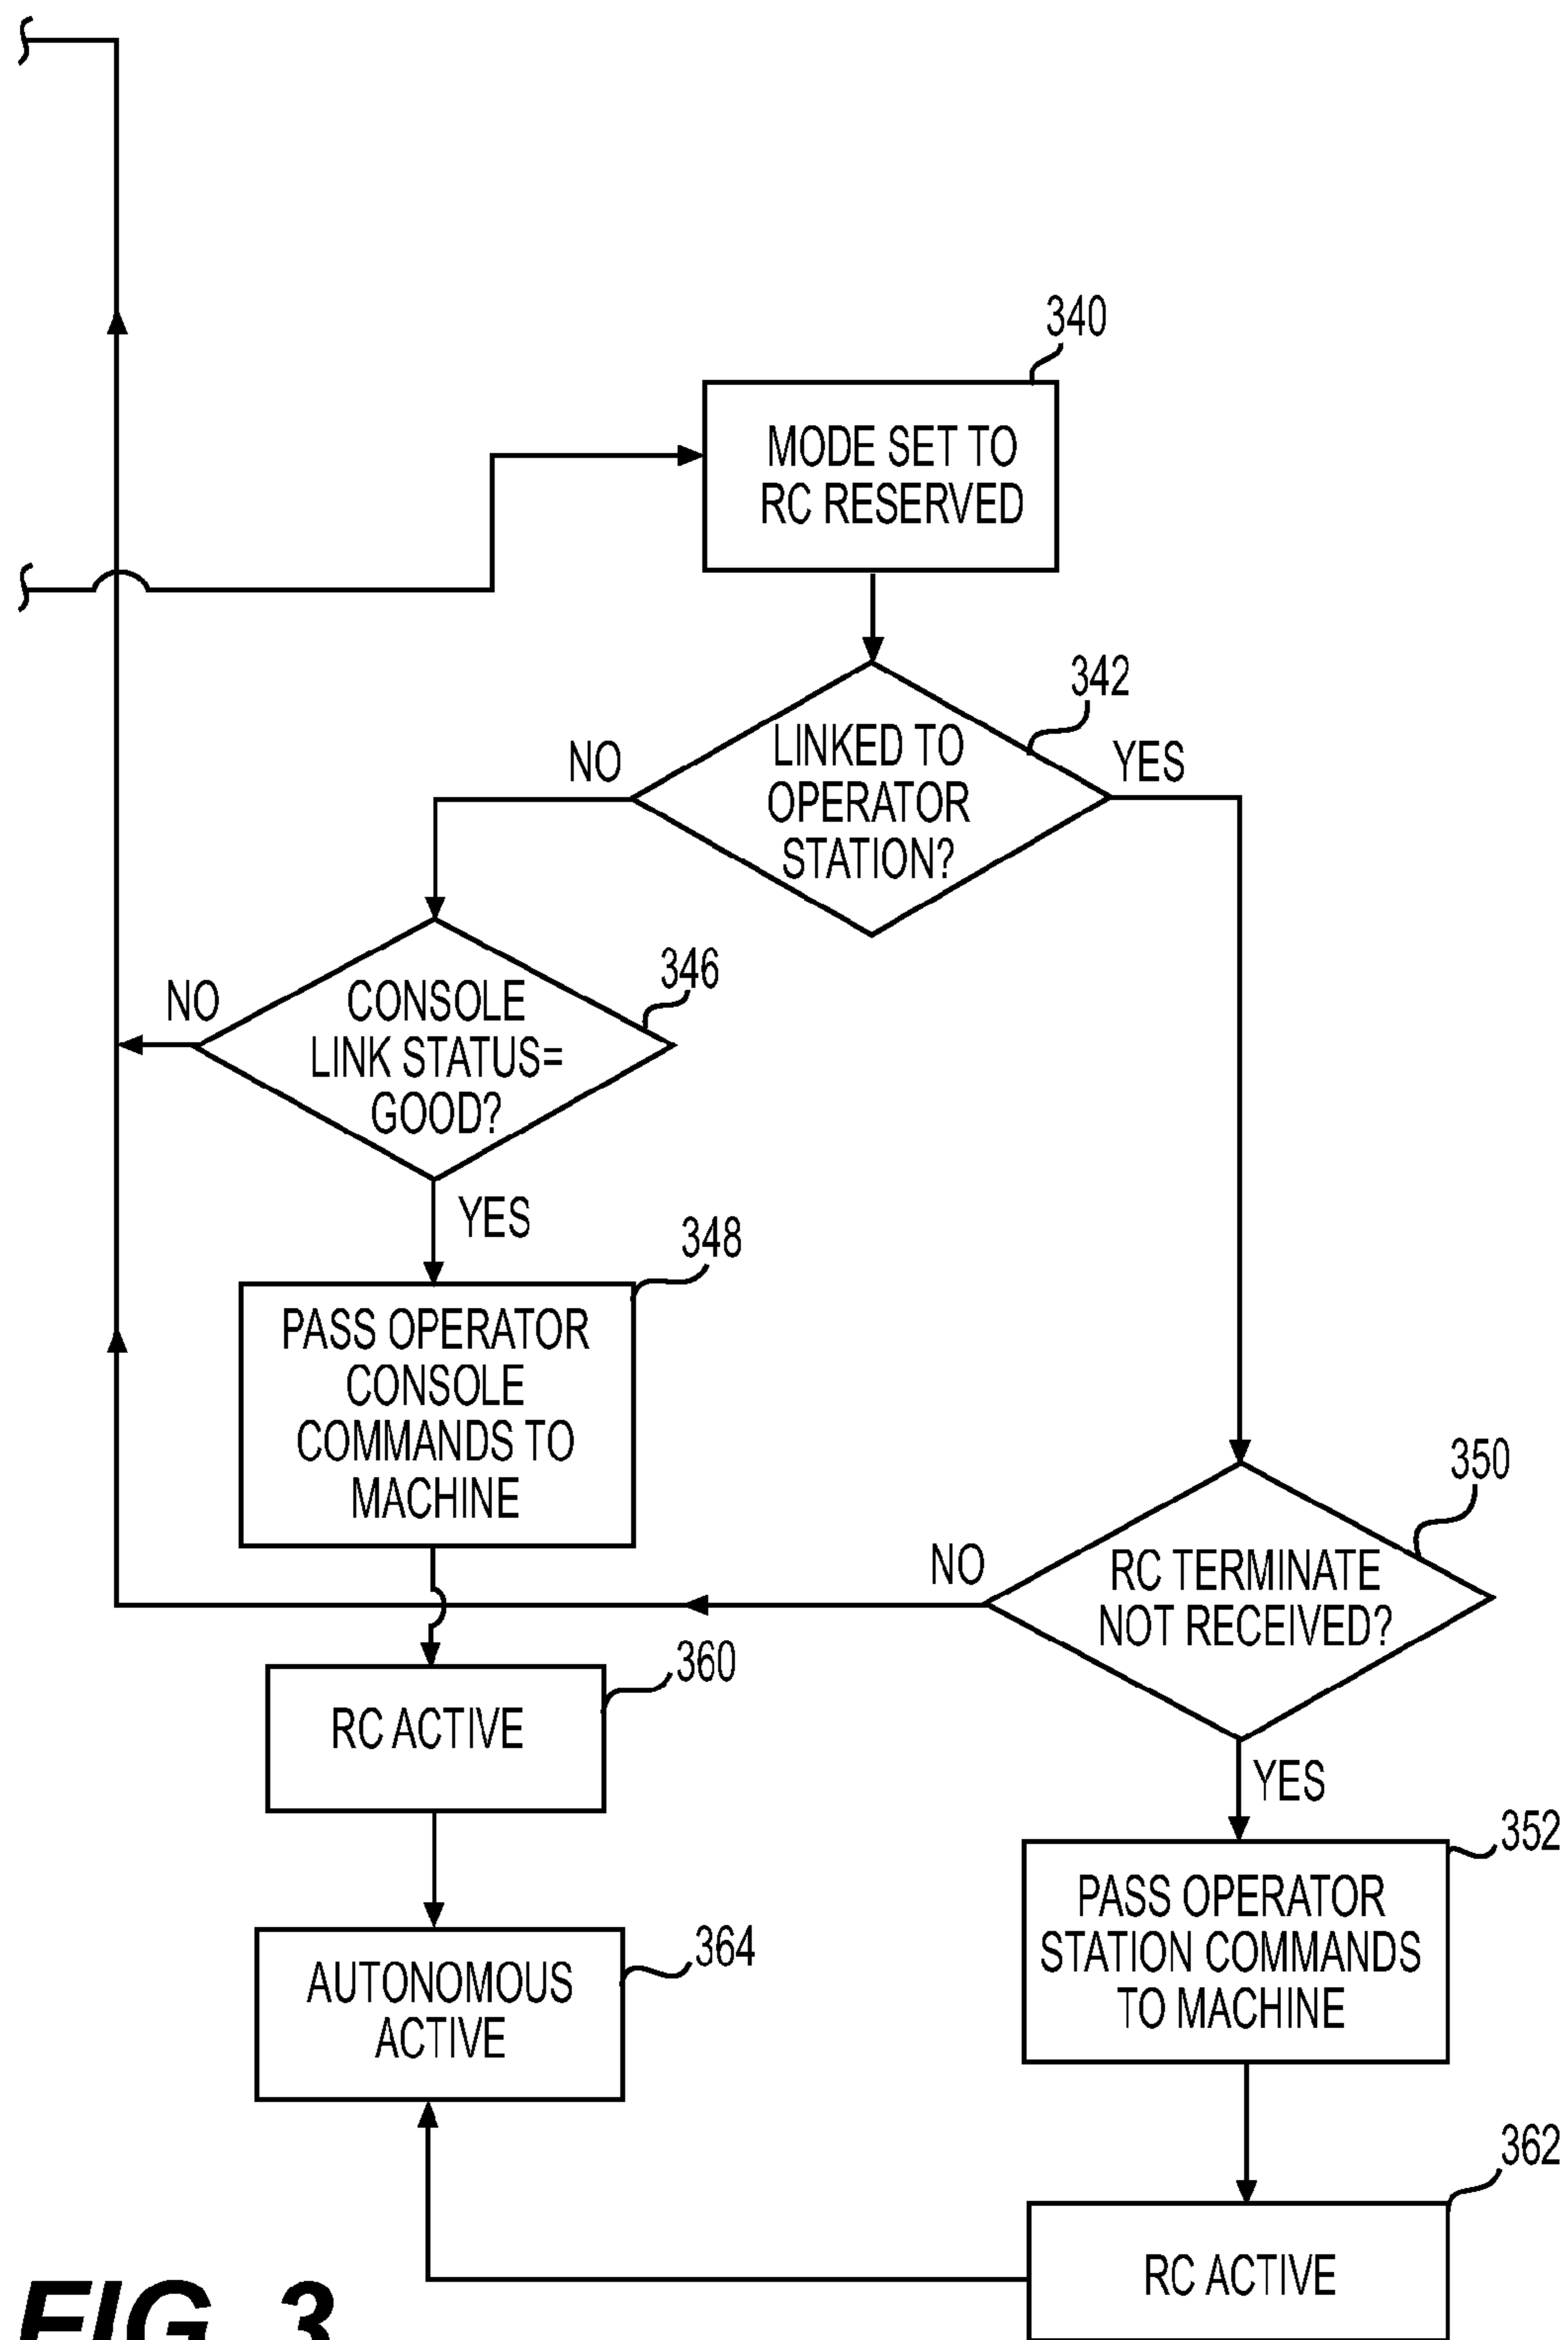 340
MODE SET TO
RC RESERVED
342
LINKED TO
OPERATOR
STATION?
NO
YES
346
CONSOLE
LINK STATUS=
GOOD?
NO
YES
348
PASS OPERATOR
CONSOLE
COMMANDS TO
MACHINE
350
RC TERMINATE
NOT RECEIVED?
NO
YES
360
RC ACTIVE
352
PASS OPERATOR
STATION COMMANDS
TO MACHINE
364
AUTONOMOUS
ACTIVE
362
RC ACTIVE
FIG. 3